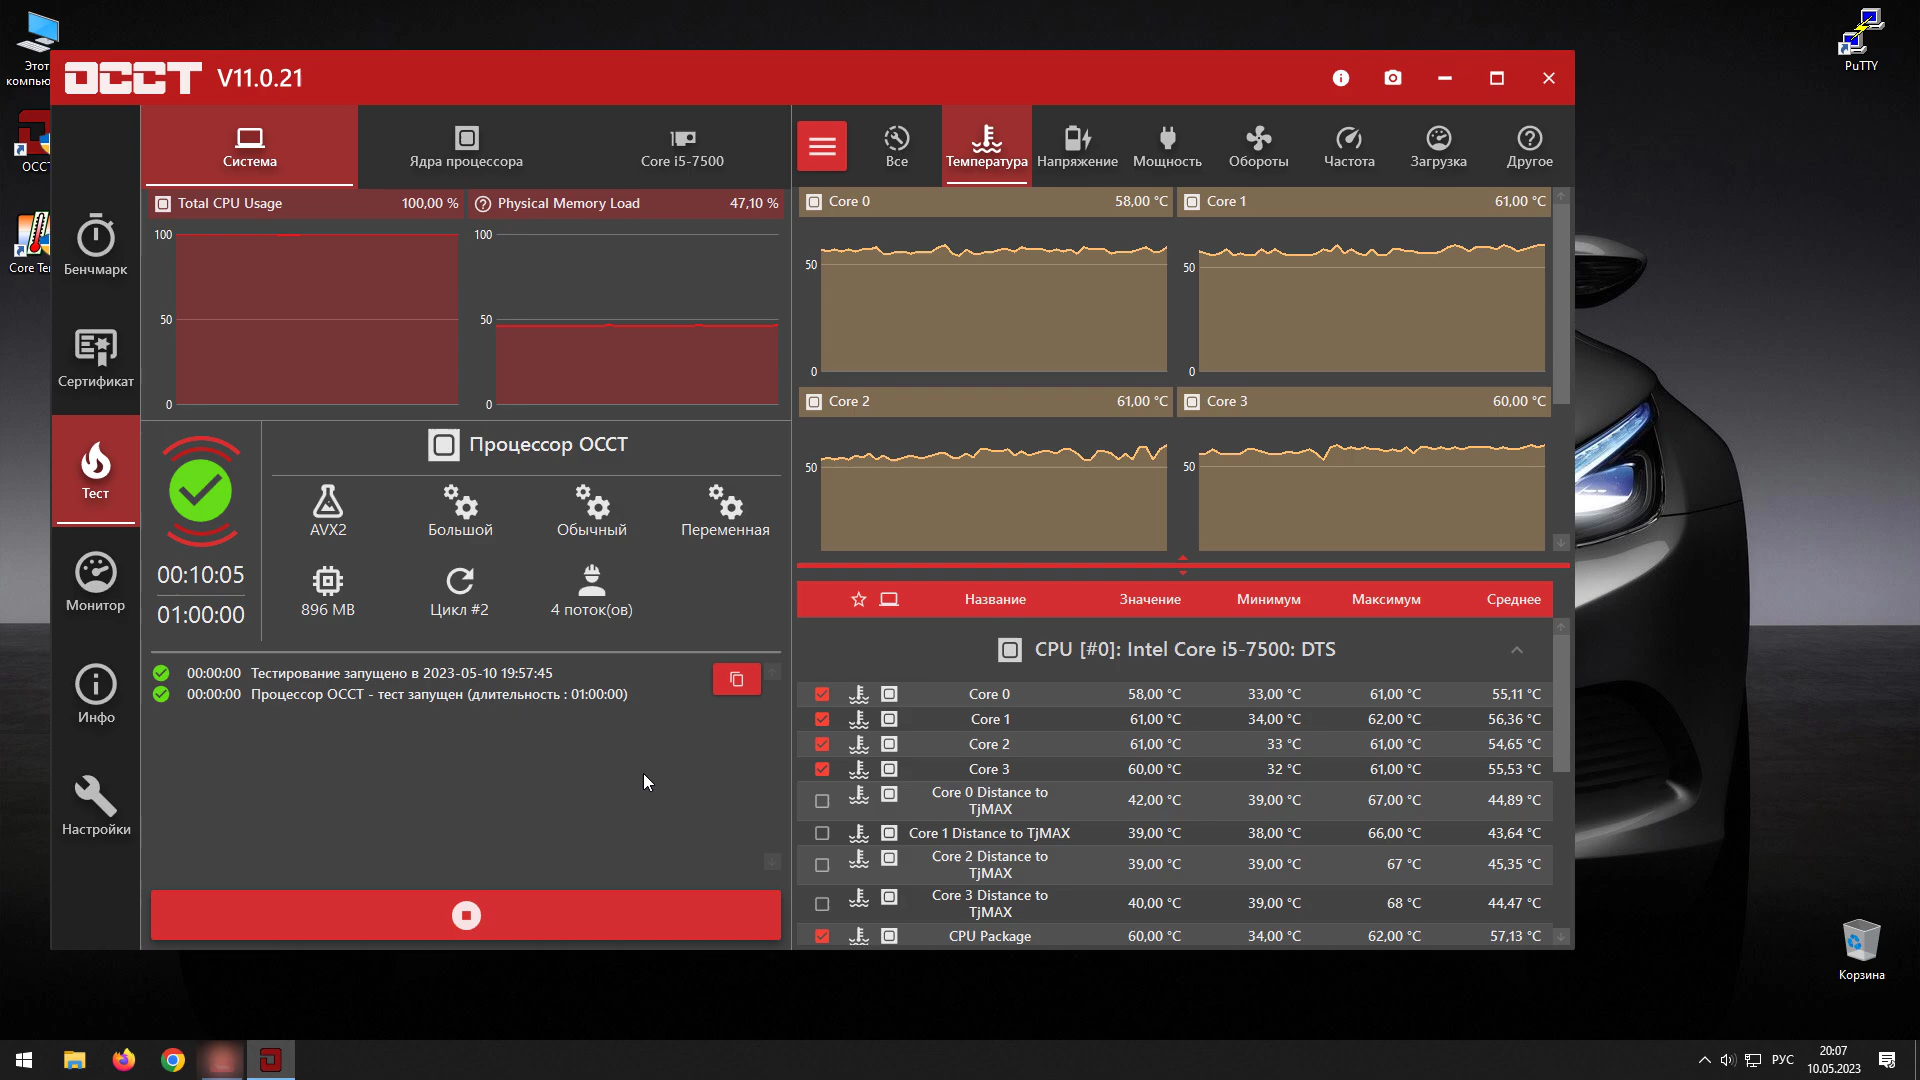 Этот
компью
OCCT
Core Te
PuTTY
Корзина
OCCT V11.0.21
Бенчмарк
Сертификат
Тест
Монитор
Инфо
Настройки
Система
Ядра процессора
Core i5-7500
Total CPU Usage 100,00 %
100
50
0
Physical Memory Load 47,10 %
100
50
0
00:10:05
01:00:00
Процессор OCCT
AVX2
Большой
Обычный
Переменная
896 MB
Цикл #2
4 поток(ов)
00:00:00 Тестирование запущено в 2023-05-10 19:57:45
00:00:00 Процессор OCCT - тест запущен (длительность : 01:00:00)
Все
Температура
Напряжение
Мощность
Обороты
Частота
Загрузка
Другое
Core 0 58,00 °C
50
0
Core 1 61,00 °C
50
0
Core 2 61,00 °C
50
Core 3 60,00 °C
50
Название Значение Минимум Максимум Среднее
CPU [#0]: Intel Core i5-7500: DTS
Core 0 58,00 °C 33,00 °C 61,00 °C 55,11 °C
Core 1 61,00 °C 34,00 °C 62,00 °C 56,36 °C
Core 2 61,00 °C 33 °C 61,00 °C 54,65 °C
Core 3 60,00 °C 32 °C 61,00 °C 55,53 °C
Core 0 Distance to
TjMAX 42,00 °C 39,00 °C 67,00 °C 44,89 °C
Core 1 Distance to TjMAX 39,00 °C 38,00 °C 66,00 °C 43,64 °C
Core 2 Distance to
TjMAX 39,00 °C 39,00 °C 67 °C 45,35 °C
Core 3 Distance to
TjMAX 40,00 °C 39,00 °C 68 °C 44,47 °C
CPU Package 60,00 °C 34,00 °C 62,00 °C 57,13 °C
РУС
20:07
10.05.2023